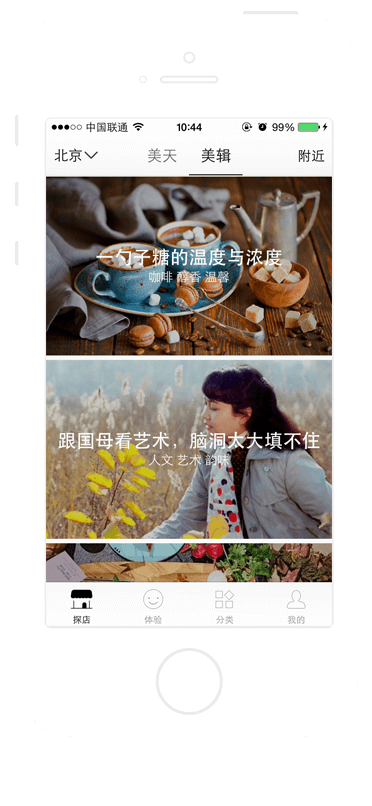 中国联通 10:44 99%
北京 美天 美辑 附近
一勺子糖的温度与浓度
咖啡 醇香 温馨
跟国母看艺术，脑洞太大填不住
人文 艺术 韵味
探店 体验 分类 我的